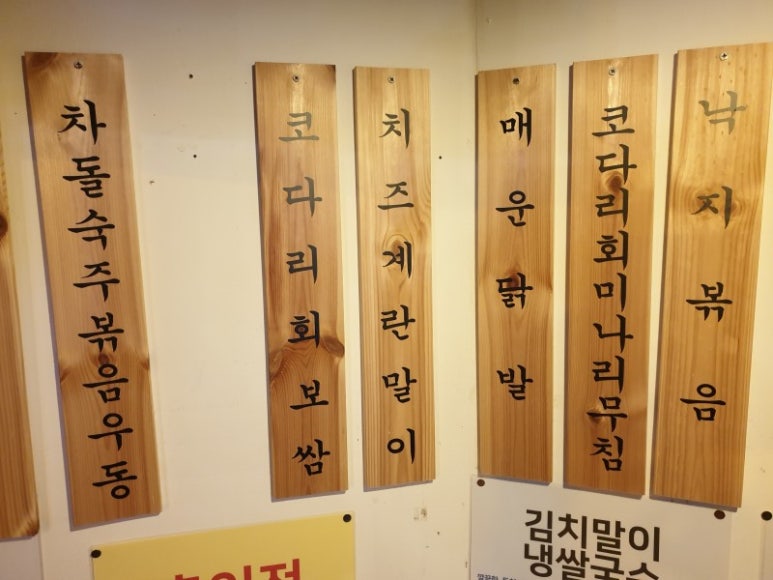 차돌숙주볶음우동
코다리회보쌈
치즈계란말이
매운닭발
코다리회미나리무침
낙지볶음
김치말이
냉쌀국수